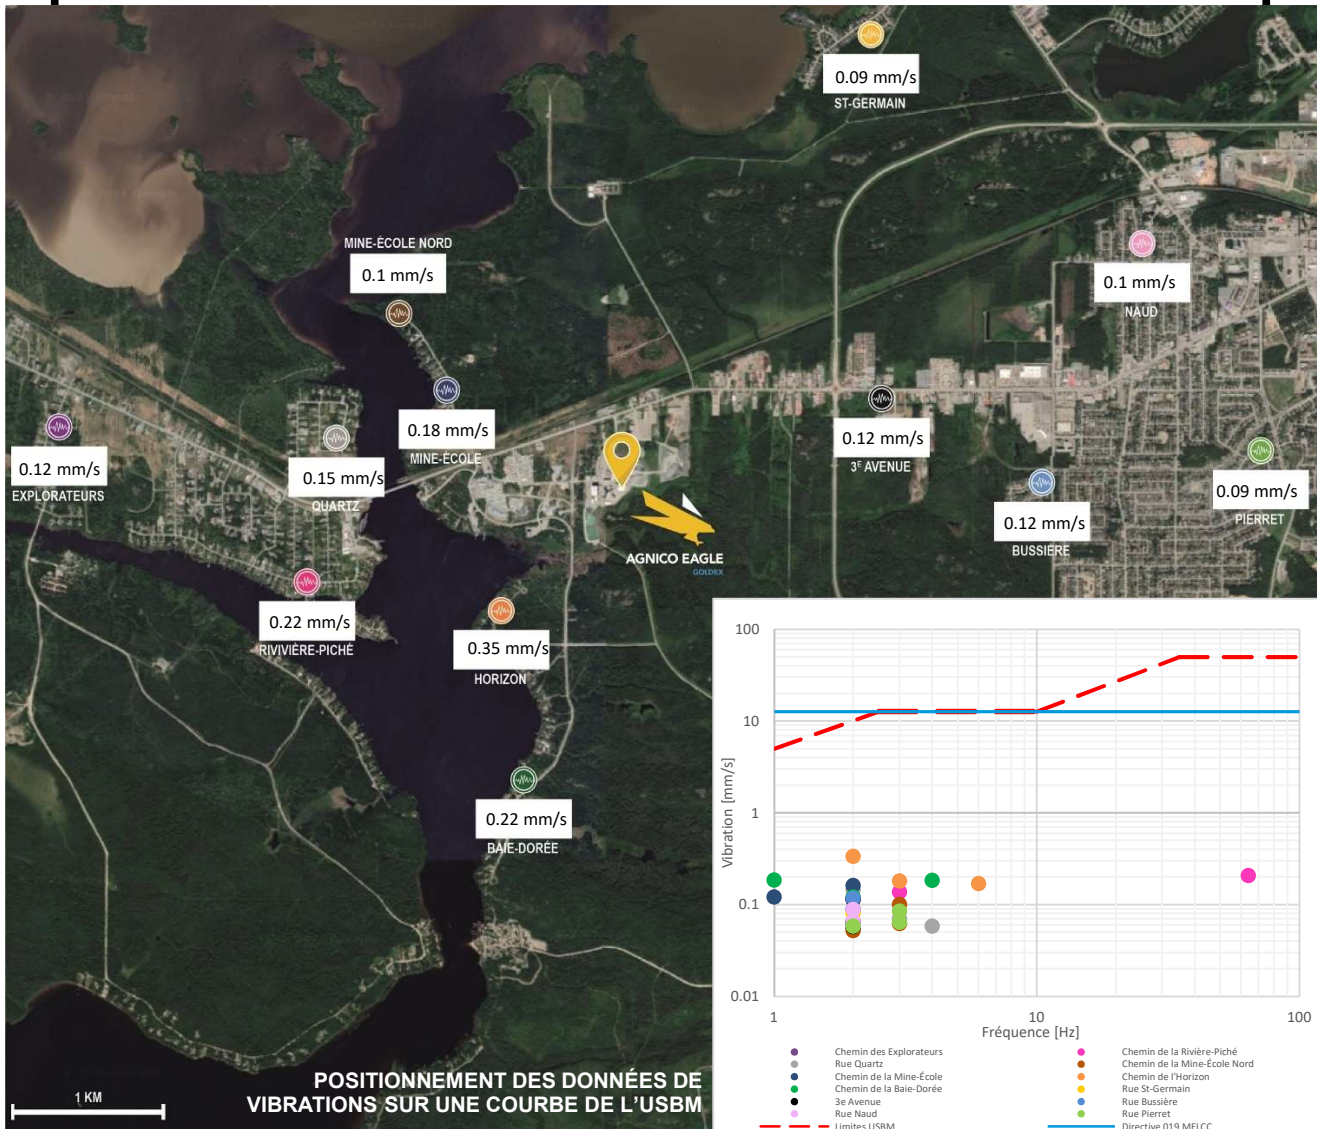 0.09 mm/s
ST-GERMAIN
MINE-ÉCOLE NORD
0.1 mm/s
0.1 mm/s
NAUD
0.18 mm/s
MINE-ÉCOLE
0.12 mm/s
3E AVENUE
0.12 mm/s
EXPLORATEURS
0.15 mm/s
QUARTZ
0.09 mm/s
PIERRET
0.12 mm/s
BUSSIÈRE
AGNICO EAGLE
GOLDEX
0.22 mm/s
RIVIVIÈRE-PICHÉ
0.35 mm/s
HORIZON
0.22 mm/s
BAIE-DORÉE
POSITIONNEMENT DES DONNÉES DE
VIBRATIONS SUR UNE COURBE DE L'USBM
1 KM
100
10
1
0.1
0.01
Vibration [mm/s]
1
10
100
Fréquence [Hz]
Chemin des Explorateurs
Chemin de la Rivière-Piché
Rue Quartz
Chemin de la Mine-École Nord
Chemin de la Mine-École
Chemin de l'Horizon
Chemin de la Baie-Dorée
Rue St-Germain
3e Avenue
Rue Bussière
Rue Naud
Rue Pierret
Limites USBM
Directive 019 MELCC